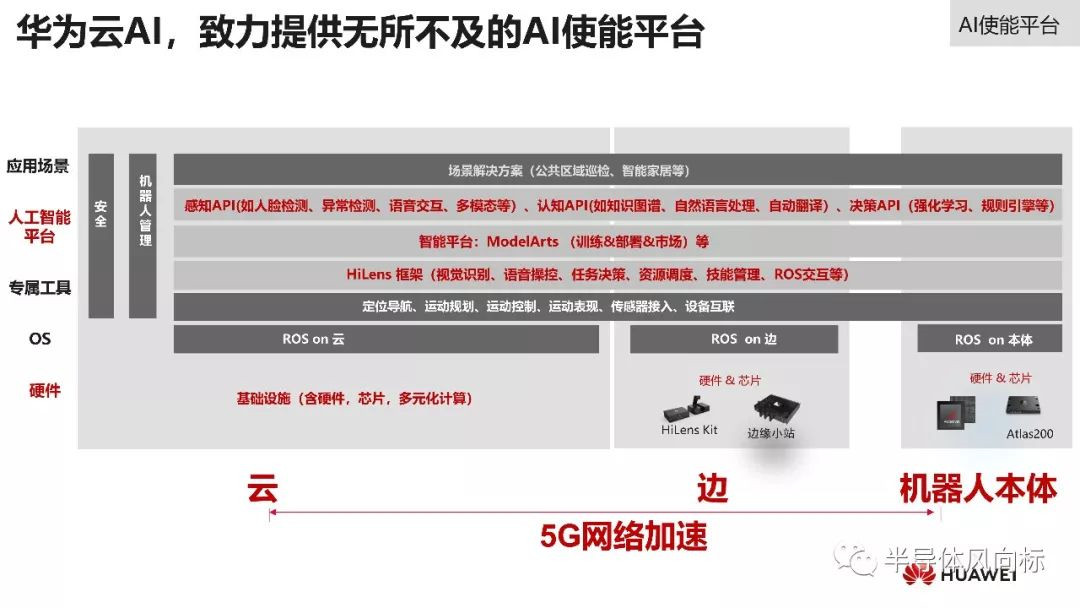 华为云AI，致力提供无所不及的AI使能平台
AI使能平台
应用场景
人工智能
平台
专属工具
OS
硬件
安全
机器人管理
场景解决方案（公共区域巡检、智能家居等）
感知API(如人脸检测、异常检测、语音交互、多模态等）、认知API(如知识图谱、自然语言处理、自动翻译）、决策API（强化学习、规则引擎等）
智能平台：ModelArts （训练&部署&市场）等
HiLens 框架（视觉识别、语音操控、任务决策、资源调度、技能管理、ROS交互等）
定位导航、运动规划、运动控制、运动表现、传感器接入、设备互联
ROS on 云
ROS on 边
ROS on 本体
基础设施（含硬件，芯片，多元化计算）
硬件 & 芯片
HiLens Kit
边缘小站
硬件 & 芯片
Atlas200
云
边
机器人本体
5G网络加速
半导体风向标
HUAWEI